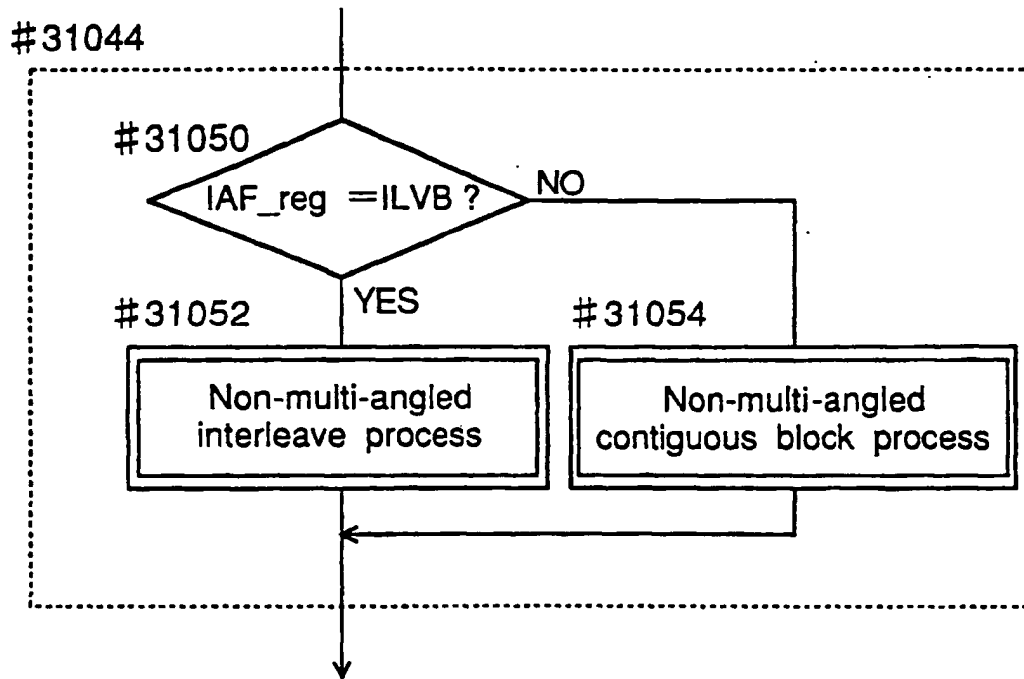 #31044
#31050
IAF_reg =ILVB ?
NO
YES
#31052
#31054
Non-multi-angled
interleave process
Non-multi-angled
contiguous block process